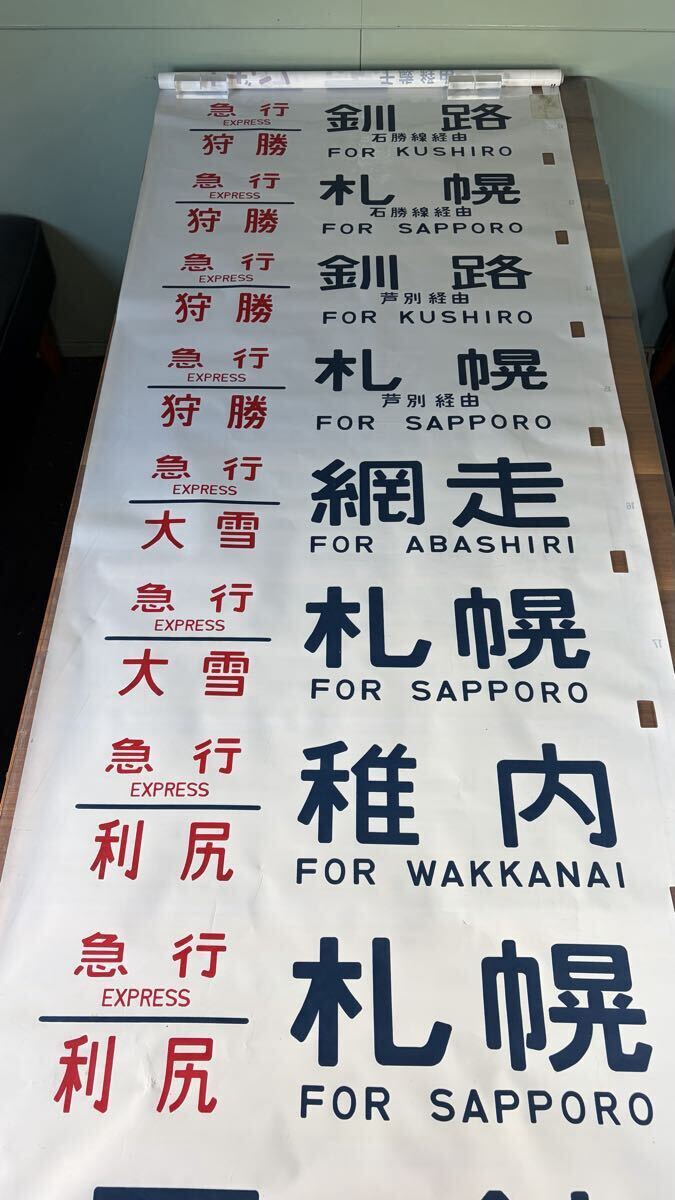 急行
EXPRESS
狩勝
釧路
石勝線経由
FOR KUSHIRO
急行
EXPRESS
狩勝
札幌
石勝線経由
FOR SAPPORO
急行
EXPRESS
狩勝
釧路
芦別経由
FOR KUSHIRO
急行
EXPRESS
狩勝
札幌
芦別経由
FOR SAPPORO
急行
EXPRESS
大雪
網走
FOR ABASHIRI
16
急行
EXPRESS
大雪
札幌
FOR SAPPORO
17
急行
EXPRESS
利尻
稚内
FOR WAKKANAI
急行
EXPRESS
利尻
札幌
FOR SAPPORO